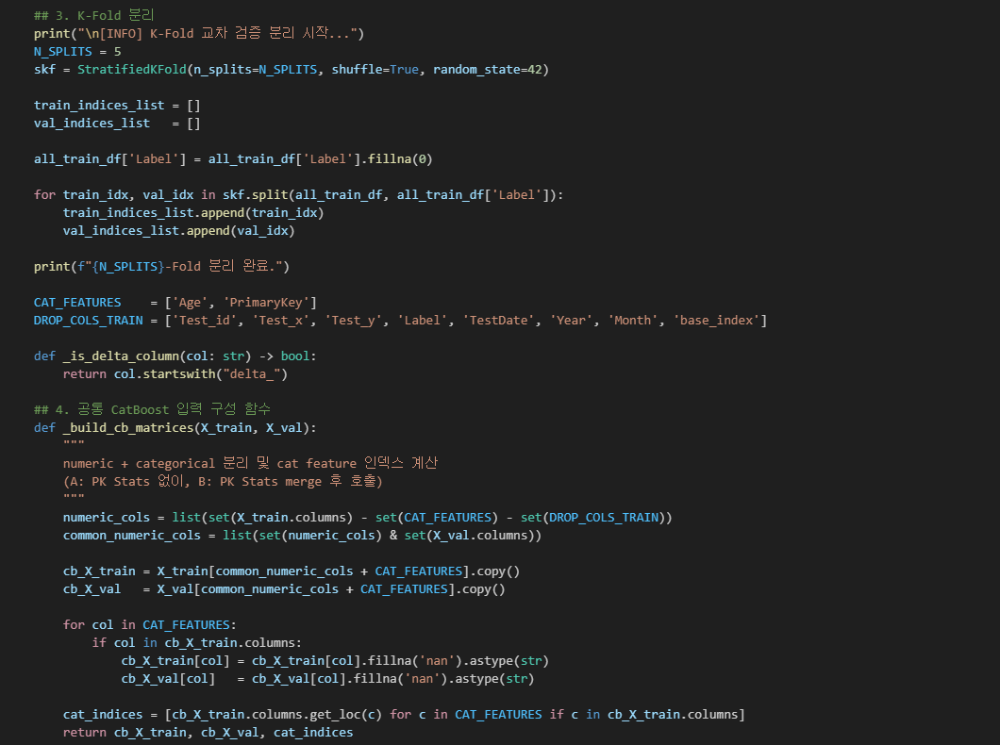 ## 3. K-Fold 분리
print("\n[INFO] K-Fold 교차 검증 분리 시작...")
N_SPLITS = 5
skf = StratifiedKFold(n_splits=N_SPLITS, shuffle=True, random_state=42)

train_indices_list = []
val_indices_list   = []

all_train_df['Label'] = all_train_df['Label'].fillna(0)

for train_idx, val_idx in skf.split(all_train_df, all_train_df['Label']):
    train_indices_list.append(train_idx)
    val_indices_list.append(val_idx)

print(f"{N_SPLITS}-Fold 분리 완료.")

CAT_FEATURES    = ['Age', 'PrimaryKey']
DROP_COLS_TRAIN = ['Test_id', 'Test_x', 'Test_y', 'Label', 'TestDate', 'Year', 'Month', 'base_index']

def _is_delta_column(col: str) -> bool:
    return col.startswith("delta_")

## 4. 공통 CatBoost 입력 구성 함수
def _build_cb_matrices(X_train, X_val):
    """
    numeric + categorical 분리 및 cat feature 인덱스 계산
    (A: PK Stats 없이, B: PK Stats merge 후 호출)
    """
    numeric_cols = list(set(X_train.columns) - set(CAT_FEATURES) - set(DROP_COLS_TRAIN))
    common_numeric_cols = list(set(numeric_cols) & set(X_val.columns))

    cb_X_train = X_train[common_numeric_cols + CAT_FEATURES].copy()
    cb_X_val   = X_val[common_numeric_cols + CAT_FEATURES].copy()

    for col in CAT_FEATURES:
        if col in cb_X_train.columns:
            cb_X_train[col] = cb_X_train[col].fillna('nan').astype(str)
            cb_X_val[col]   = cb_X_val[col].fillna('nan').astype(str)

    cat_indices = [cb_X_train.columns.get_loc(c) for c in CAT_FEATURES if c in cb_X_train.columns]
    return cb_X_train, cb_X_val, cat_indices